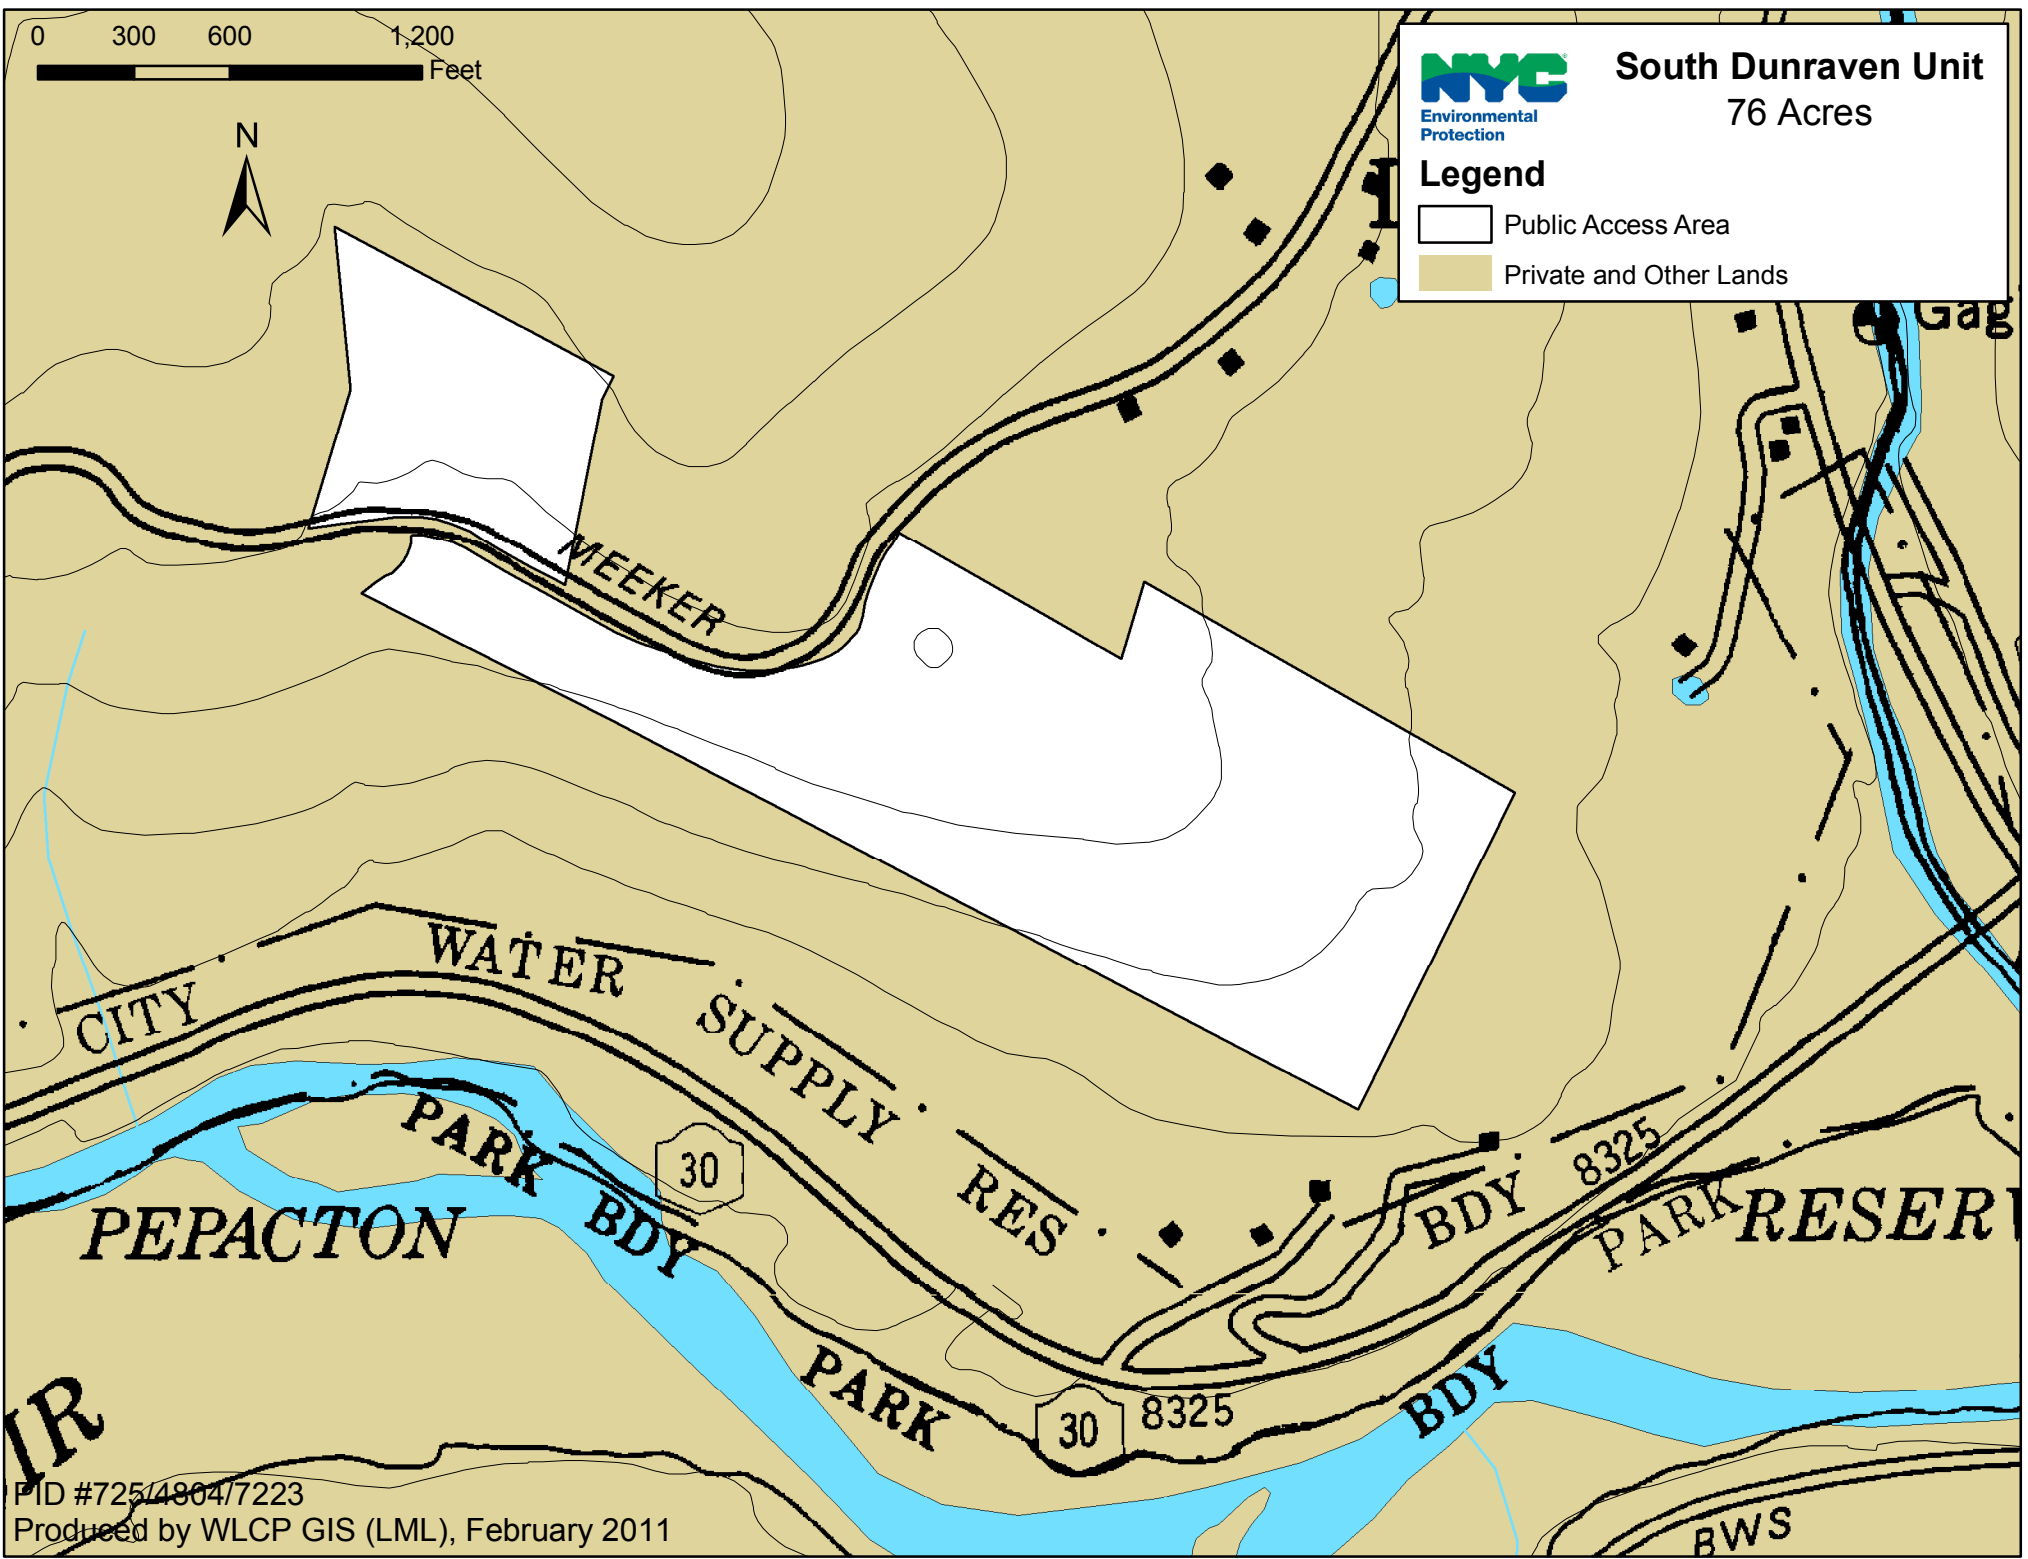 0 300 600 1,200
Feet
N
NYC
Environmental
Protection
South Dunraven Unit
76 Acres
Legend
Public Access Area
Private and Other Lands
Gag
MEEKER
CITY WATER SUPPLY RES BDY
PARK BDY
30
8325
PARK
RESERV
PEPACTON
PARK BDY
30
8325
IR
BWS
PID #725/4804/7223
Produced by WLCP GIS (LML), February 2011